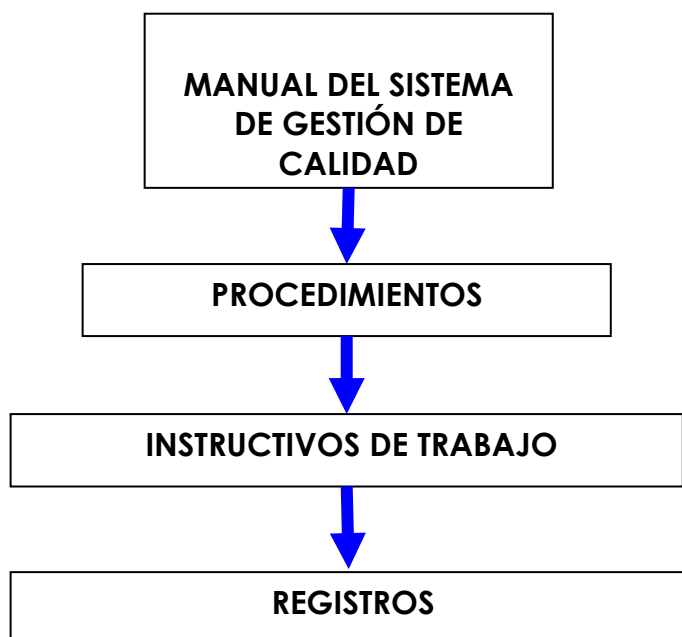 MANUAL DEL SISTEMA
DE GESTIÓN DE
CALIDAD
PROCEDIMIENTOS
INSTRUCTIVOS DE TRABAJO
REGISTROS